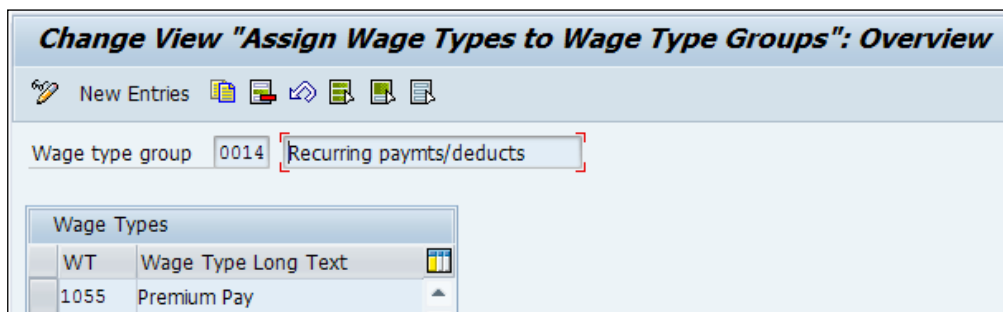 Change View "Assign Wage Types to Wage Type Groups": Overview
New Entries
Wage type group 0014 Recurring paymts/deducts
Wage Types
WT Wage Type Long Text
1055 Premium Pay